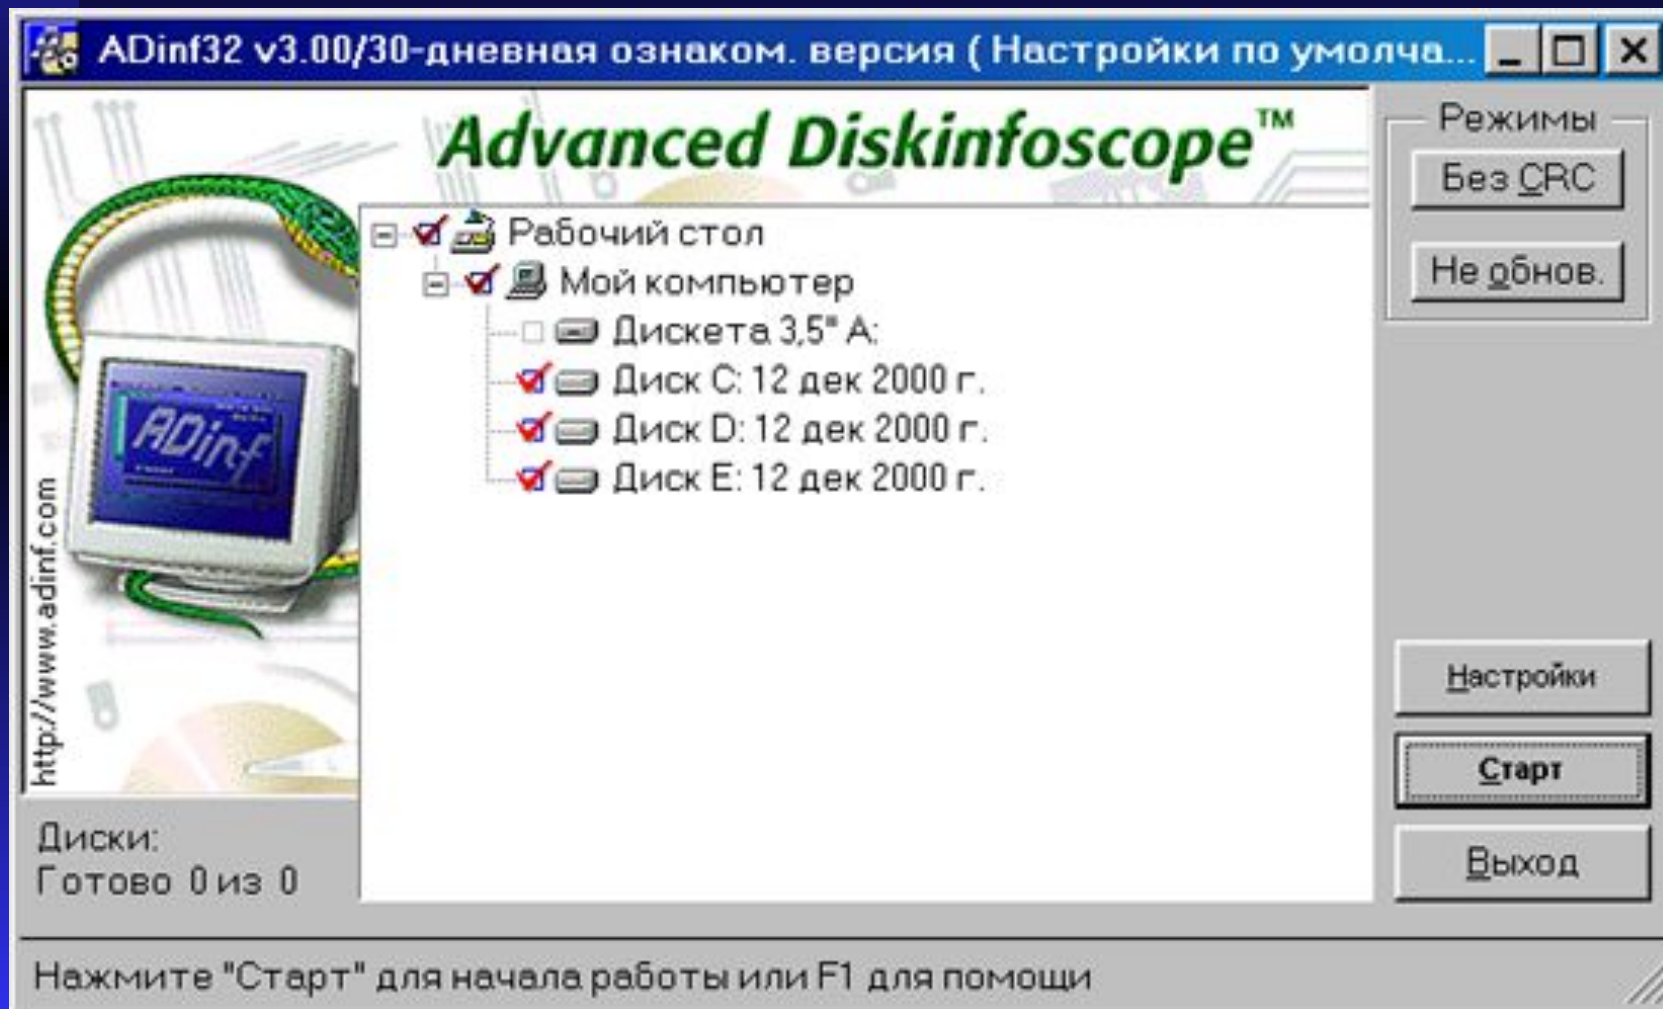 ADinf32 v3.00/30-дневная ознаком. версия ( Настройки по умолча...
Advanced Diskinfoscope™
Режимы
Без CRC
Не обнов.
Рабочий стол
Мой компьютер
Дискета 3,5" A:
Диск C: 12 дек 2000 г.
Диск D: 12 дек 2000 г.
Диск E: 12 дек 2000 г.
ADinf
http://www.adinf.com
Настройки
Старт
Выход
Диски:
Готово 0 из 0
Нажмите "Старт" для начала работы или F1 для помощи